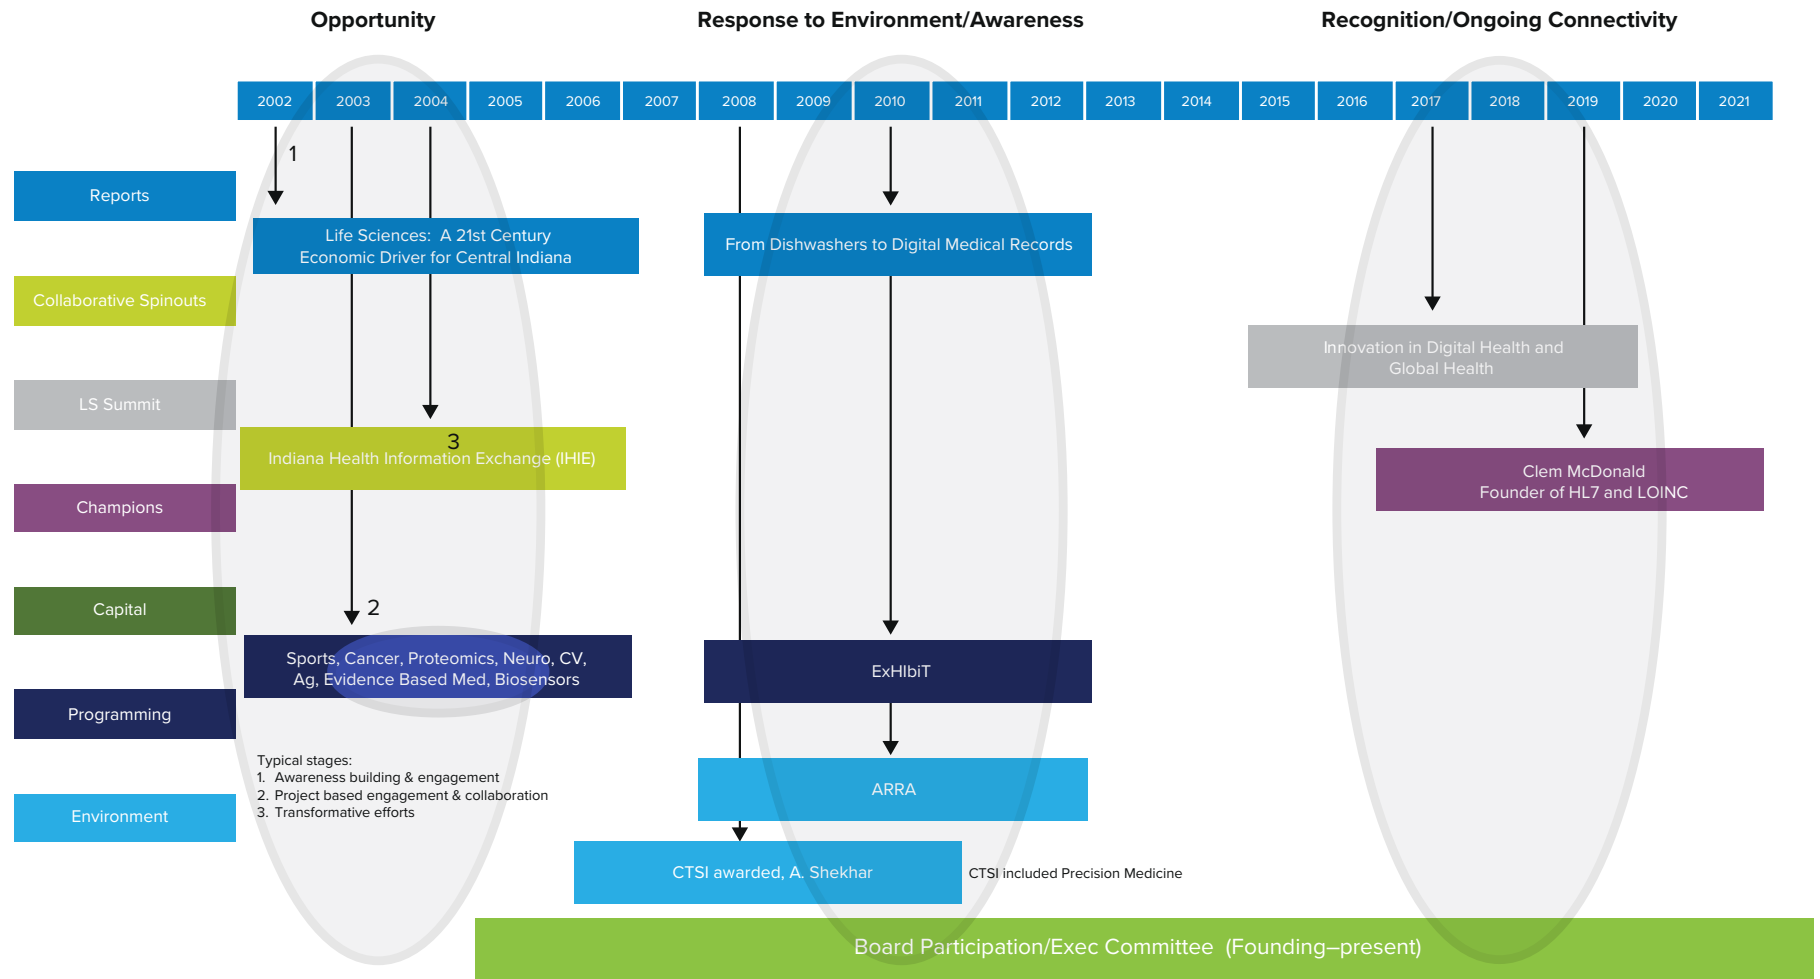 Opportunity
Response to Environment/Awareness
Recognition/Ongoing Connectivity
2002 2003 2004 2005 2006 2007 2008 2009 2010 2011 2012 2013 2014 2015 2016 2017 2018 2019 2020 2021
1
Reports
Life Sciences: A 21st Century
Economic Driver for Central Indiana
From Dishwashers to Digital Medical Records
Collaborative Spinouts
Innovation in Digital Health and
Global Health
LS Summit
3
Indiana Health Information Exchange (IHIE)
Clem McDonald
Founder of HL7 and LOINC
Champions
Capital
2
Sports, Cancer, Proteomics, Neuro, CV,
Ag, Evidence Based Med, Biosensors
ExHIbiT
Programming
Typical stages:
1. Awareness building & engagement
2. Project based engagement & collaboration
3. Transformative efforts
ARRA
Environment
CTSI awarded, A. Shekhar
CTSI included Precision Medicine
Board Participation/Exec Committee (Founding–present)